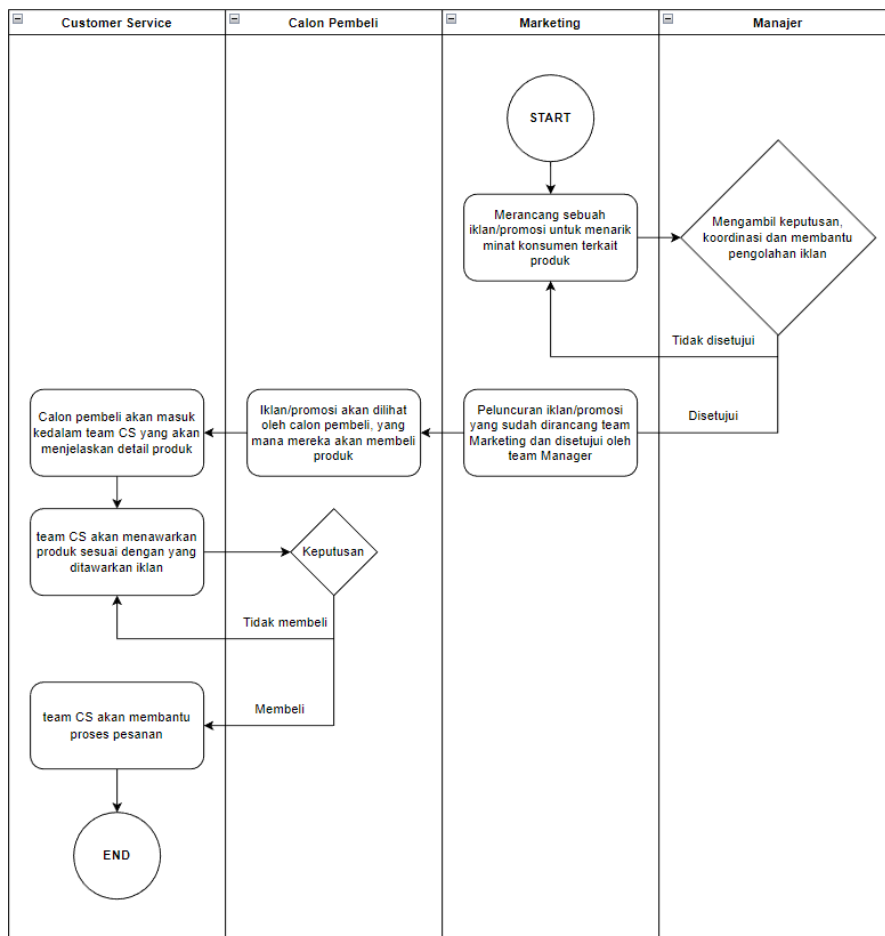 Customer Service
Calon Pembeli
Marketing
Manajer
START
Merancang sebuah
iklan/promosi untuk menarik
minat konsumen terkait
produk
Mengambil keputusan,
koordinasi dan membantu
pengolahan iklan
Tidak disetujui
Disetujui
Peluncuran iklan/promosi
yang sudah dirancang team
Marketing dan disetujui oleh
team Manager
Iklan/promosi akan dilihat
oleh calon pembeli, yang
mana mereka akan membeli
produk
Calon pembeli akan masuk
kedalam team CS yang akan
menjelaskan detail produk
team CS akan menawarkan
produk sesuai dengan yang
ditawarkan iklan
Keputusan
Tidak membeli
Membeli
team CS akan membantu
proses pesanan
END